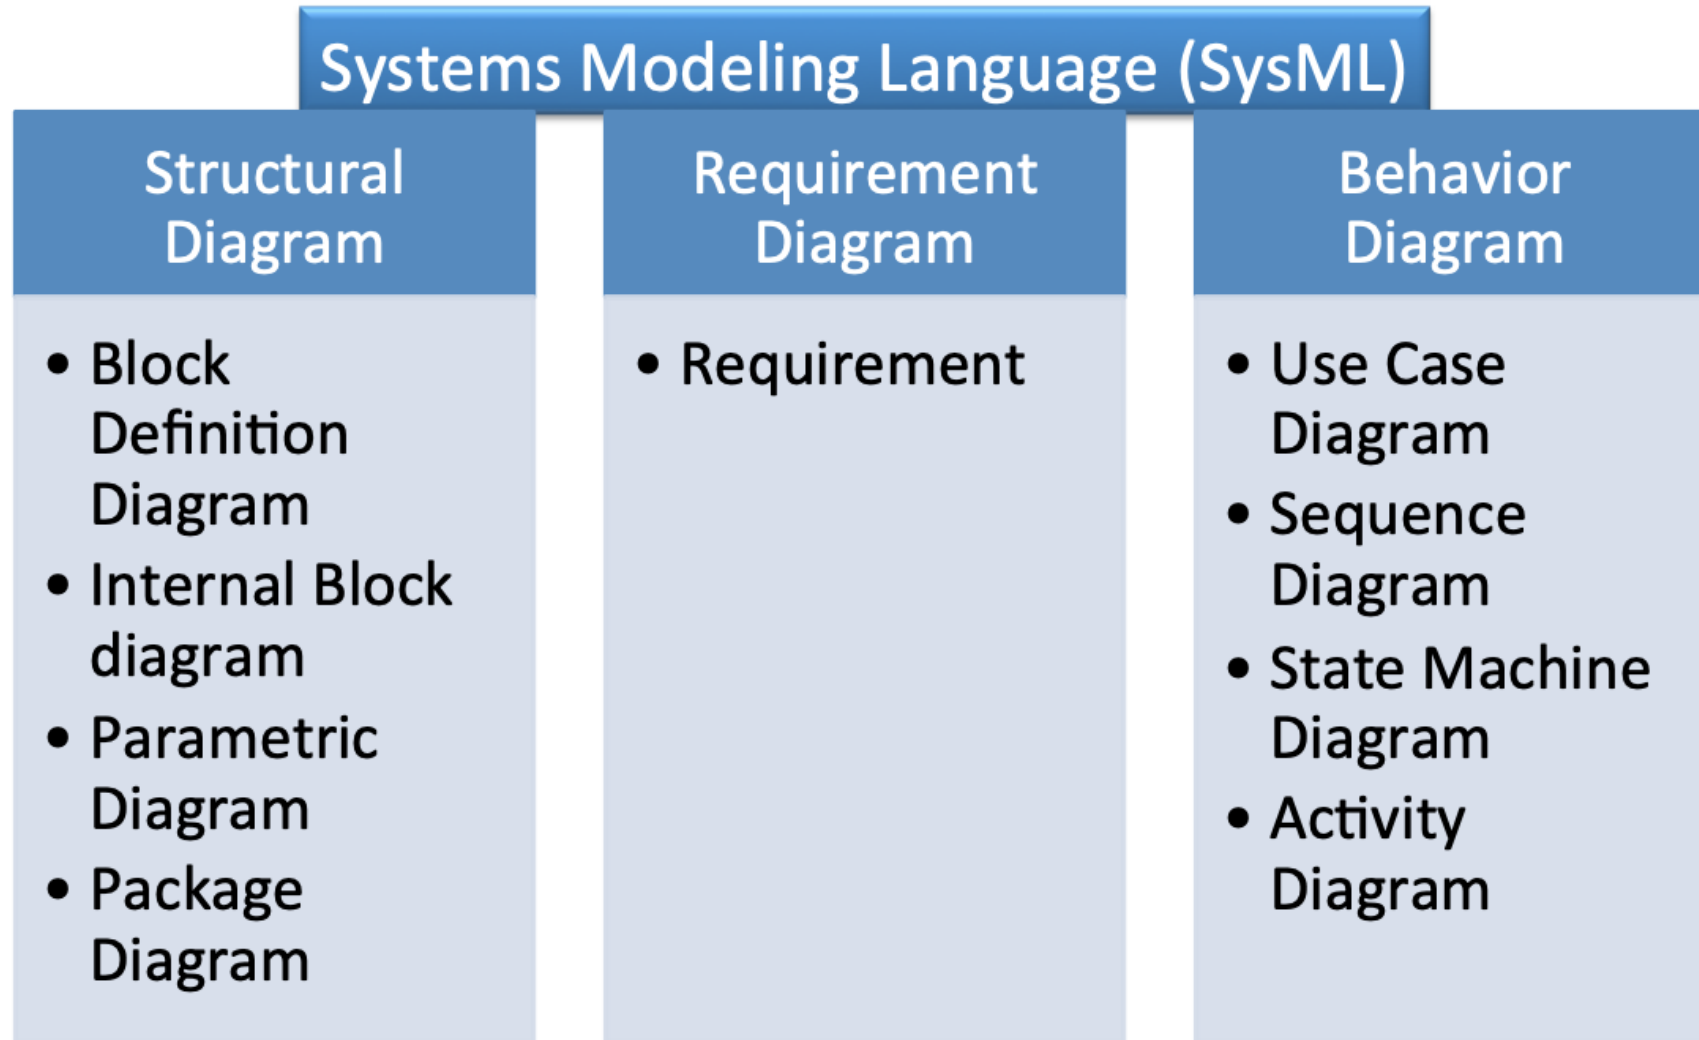 Systems Modeling Language (SysML)
Structural
Diagram
• Block
Definition
Diagram
• Internal Block
diagram
• Parametric
Diagram
• Package
Diagram
Requirement
Diagram
• Requirement
Behavior
Diagram
• Use Case
Diagram
• Sequence
Diagram
• State Machine
Diagram
• Activity
Diagram